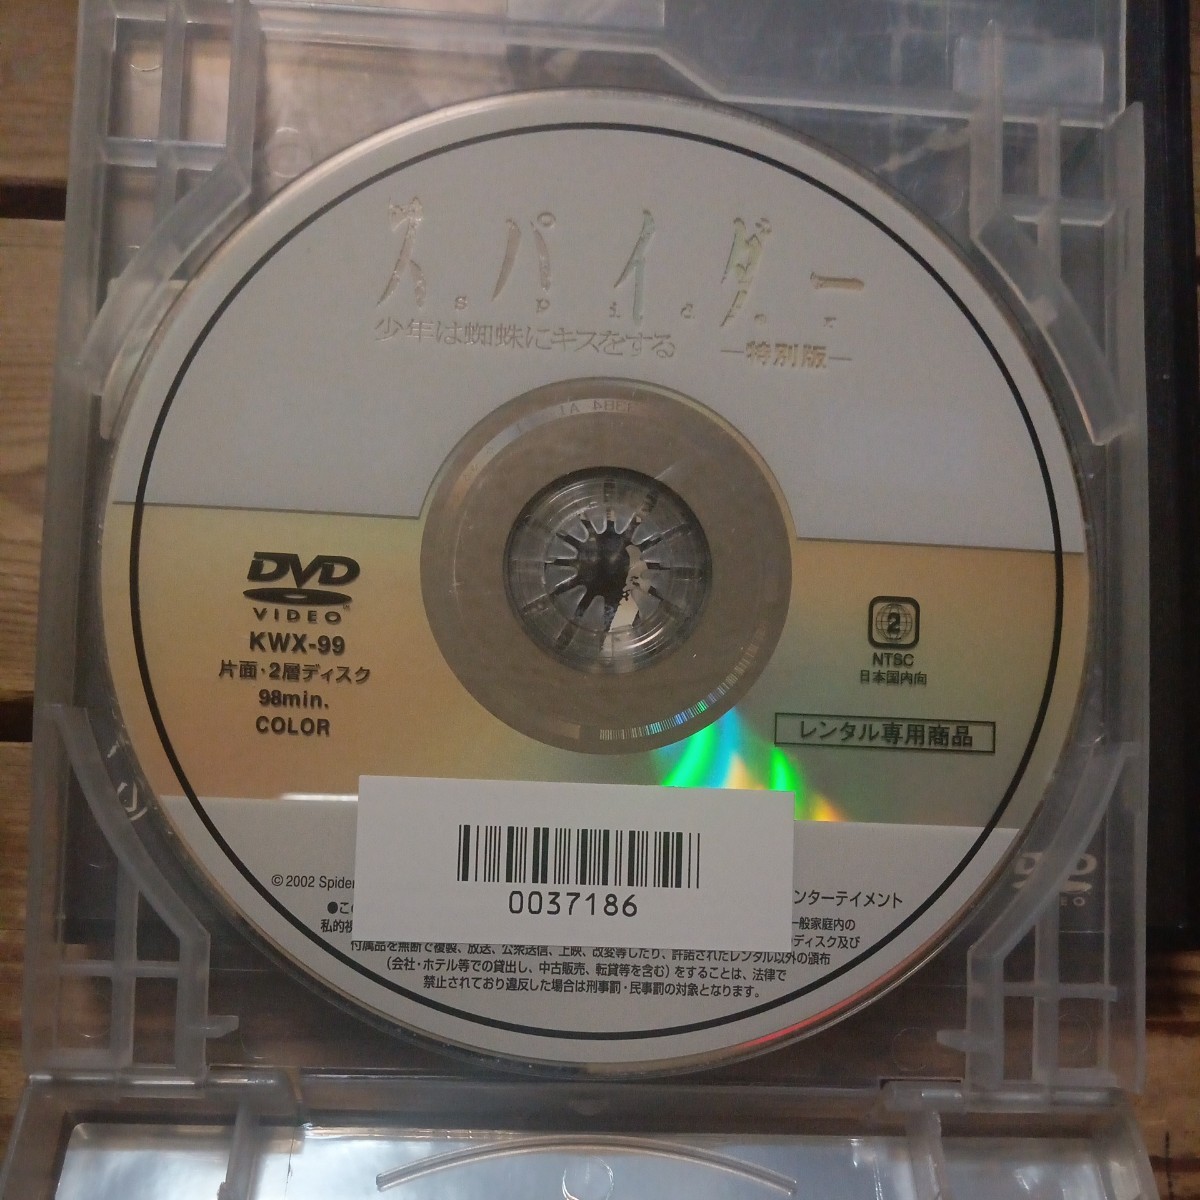 スパイダー
spider
少年は蜘蛛にキスをする ―特別版―
DVD
VIDEO
KWX-99
片面・2層ディスク
98min.
COLOR
2
NTSC
日本国内向
レンタル専用商品
0037186
© 2002 Spider
ンターテイメント
●この
一般家庭内の
私的視
ディスク及び
付属品を無断で複製、放送、公衆送信、上映、改変等したり、許諾されたレンタル以外の頒布
(会社・ホテル等での貸出し、中古販売、転貸等を含む)をすることは、法律で
禁止されており違反した場合は刑事罰・民事罰の対象となります。
DVD